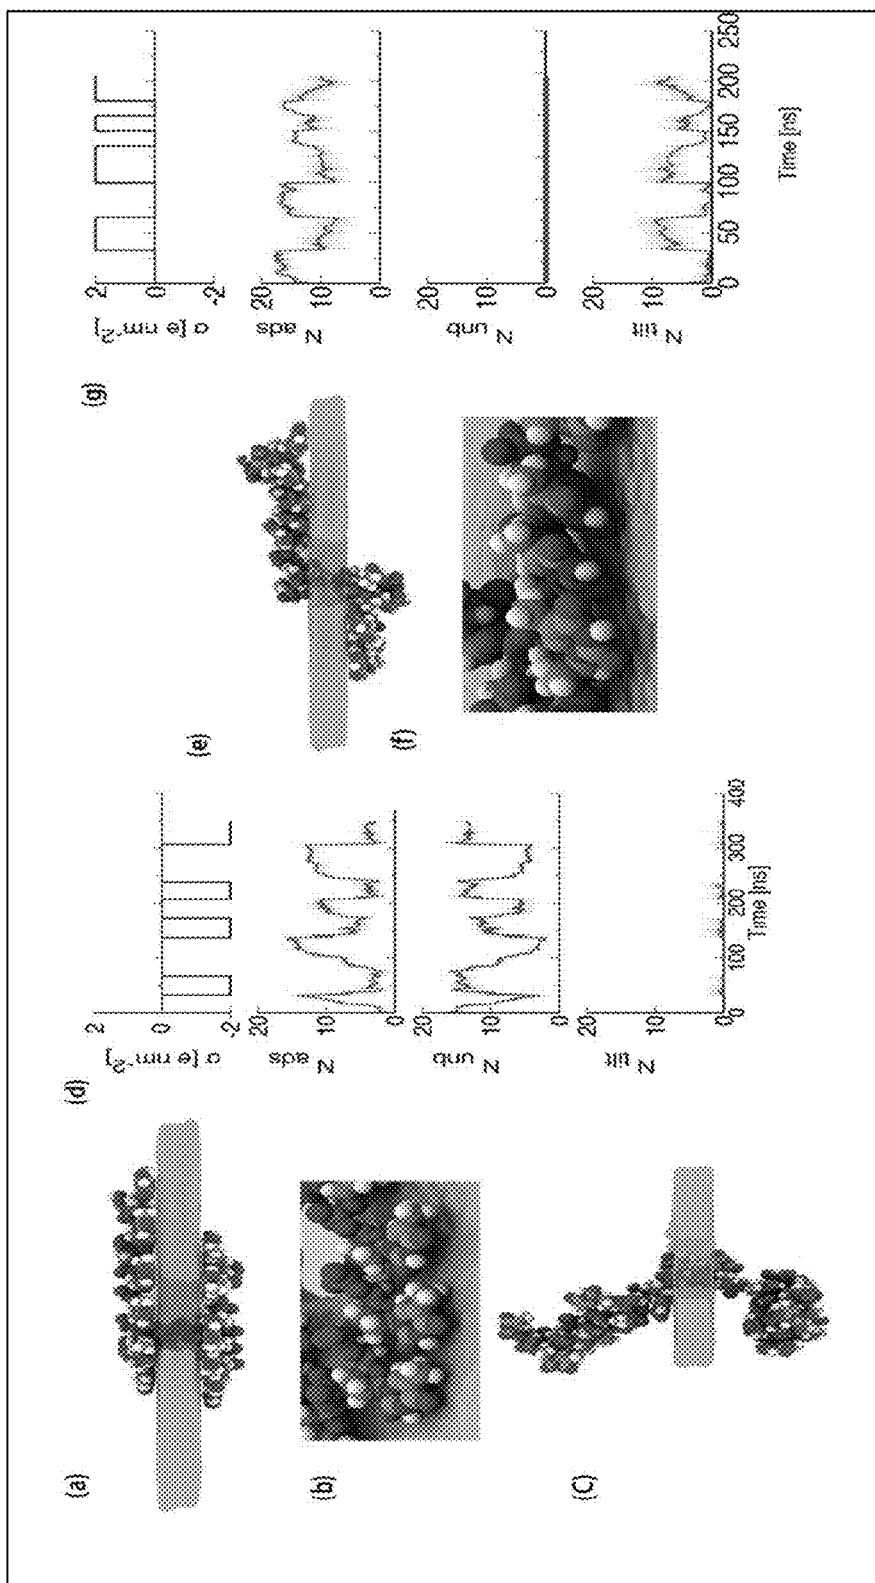 (a)
(b)
(C)
(d)
σ [e nm⁻²]
2
0
-2
Z ads
20
10
0
Z unb
20
10
0
Z tilt
20
10
0
0 100 200 300 400
Time [ns]
(e)
(f)
(g)
σ [e nm⁻²]
2
0
-2
Z ads
20
10
0
Z unb
20
10
0
Z tilt
20
10
0
0 50 100 150 200 250
Time [ns]